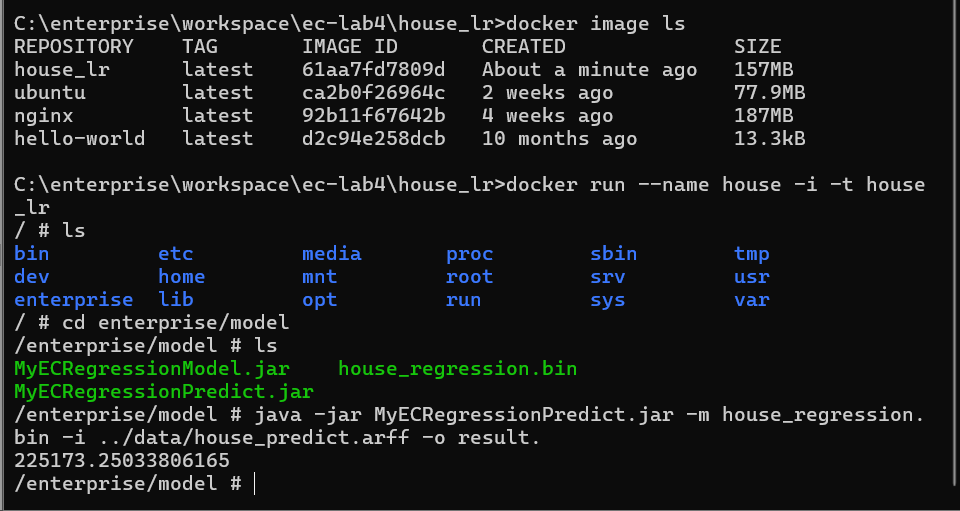 C:\enterprise\workspace\ec-lab4\house_lr>docker image ls
REPOSITORY    TAG       IMAGE ID       CREATED              SIZE
house_lr      latest    61aa7fd7809d   About a minute ago   157MB
ubuntu        latest    ca2b0f26964c   2 weeks ago          77.9MB
nginx         latest    92b11f67642b   4 weeks ago          187MB
hello-world   latest    d2c94e258dcb   10 months ago        13.3kB
C:\enterprise\workspace\ec-lab4\house_lr>docker run --name house -i -t house
_lr
/ # ls
bin         etc         media       proc        sbin        tmp
dev         home        mnt         root        srv         usr
enterprise  lib         opt         run         sys         var
/ # cd enterprise/model
/enterprise/model # ls
MyECRegressionModel.jar    house_regression.bin
MyECRegressionPredict.jar
/enterprise/model # java -jar MyECRegressionPredict.jar -m house_regression.
bin -i ../data/house_predict.arff -o result.
225173.25033806165
/enterprise/model #